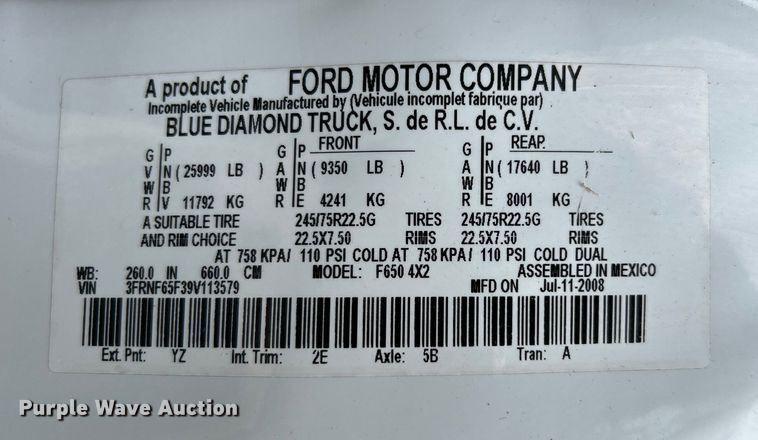 A product of FORD MOTOR COMPANY
Incomplete Vehicle Manufactured by (Vehicule incomplet fabrique par)
BLUE DIAMOND TRUCK, S. de R.L. de C.V.
FRONT REAR
G P G P G P
V N ( 25999 LB ) A N ( 9350 LB ) A N ( 17640 LB )
W B W B W B
R V 11792 KG R E 4241 KG R E 8001 KG
A SUITABLE TIRE 245/75R22.5G TIRES 245/75R22.5G TIRES
AND RIM CHOICE 22.5X7.50 RIMS 22.5X7.50 RIMS
AT 758 KPA/ 110 PSI COLD AT 758 KPA/ 110 PSI COLD DUAL
WB: 260.0 IN 660.0 CM MODEL: F650 4X2 ASSEMBLED IN MEXICO
VIN 3FRNF65F39V113579 MFD ON Jul-11-2008
Ext. Pnt: YZ Int. Trim: 2E Axle: 5B Tran: A
Purple Wave Auction